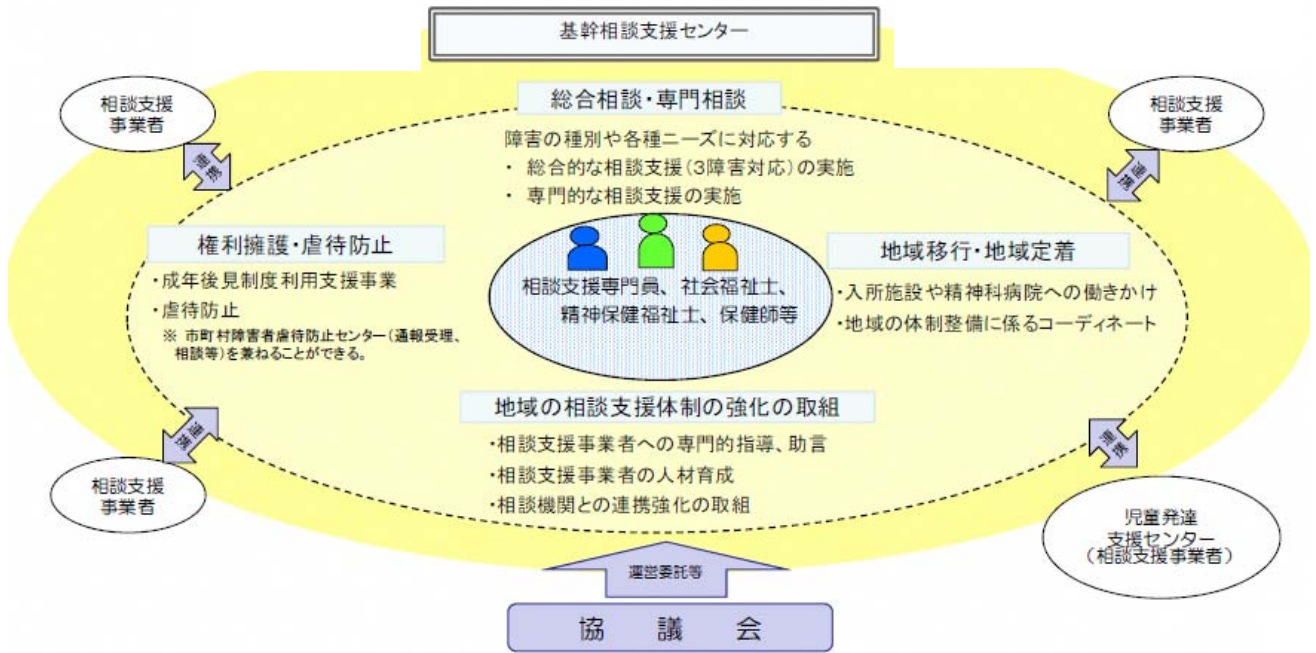 基幹相談支援センター
総合相談・専門相談
障害の種別や各種ニーズに対応する
・ 総合的な相談支援(3障害対応)の実施
・ 専門的な相談支援の実施
相談支援
事業者
連携
相談支援
事業者
連携
権利擁護・虐待防止
・成年後見制度利用支援事業
・虐待防止
※ 市町村障害者虐待防止センター(通報受理、
相談等)を兼ねることができる。
相談支援専門員、社会福祉士、
精神保健福祉士、保健師等
地域移行・地域定着
・入所施設や精神科病院への働きかけ
・地域の体制整備に係るコーディネート
地域の相談支援体制の強化の取組
・相談支援事業者への専門的指導、助言
・相談支援事業者の人材育成
・相談機関との連携強化の取組
連携
相談支援
事業者
連携
児童発達
支援センター
(相談支援事業者)
運営委託等
協議会